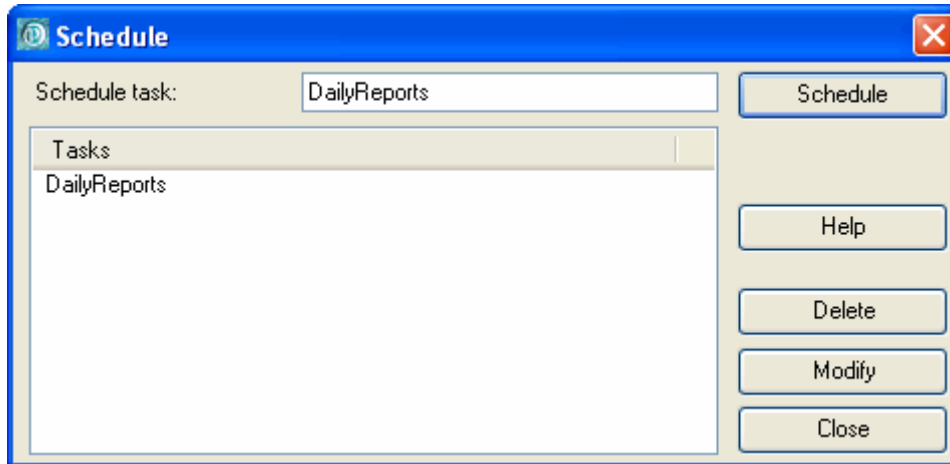 Schedule
Schedule task: DailyReports Schedule
Tasks
DailyReports
Help
Delete
Modify
Close